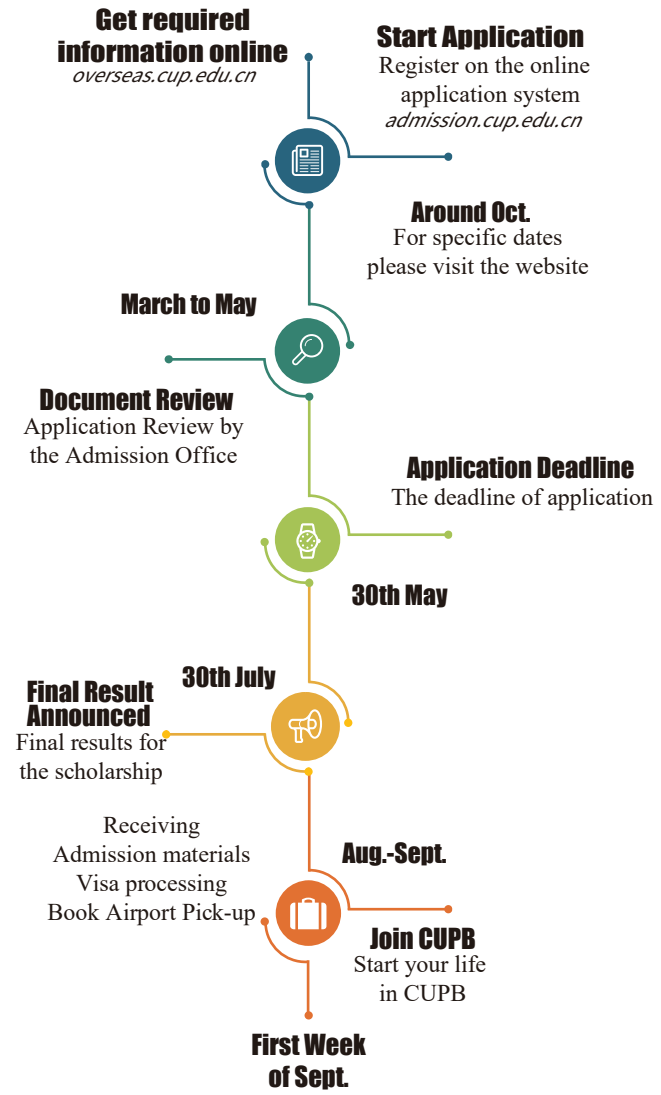 Get required
information online
overseas.cup.edu.cn
Start Application
Register on the online
application system
admission.cup.edu.cn
Around Oct.
For specific dates
please visit the website
March to May
Document Review
Application Review by
the Admission Office
Application Deadline
The deadline of application
30th May
30th July
Final Result
Announced
Final results for
the scholarship
Receiving
Admission materials
Visa processing
Book Airport Pick-up
Aug.-Sept.
Join CUPB
Start your life
in CUPB
First Week
of Sept.